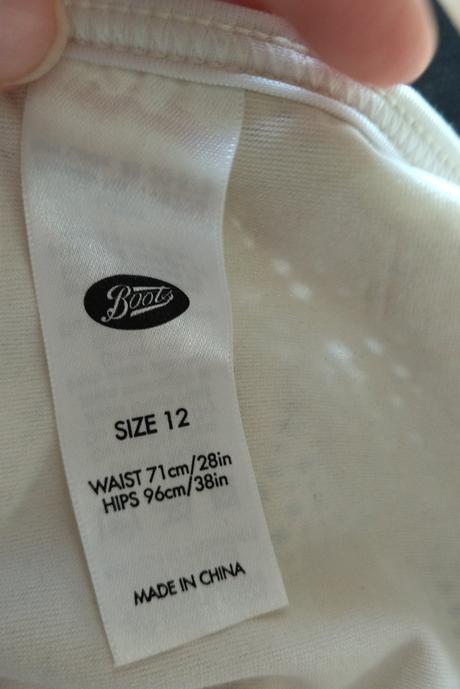 Boots
SIZE 12
WAIST 71cm/28in
HIPS 96cm/38in
MADE IN CHINA